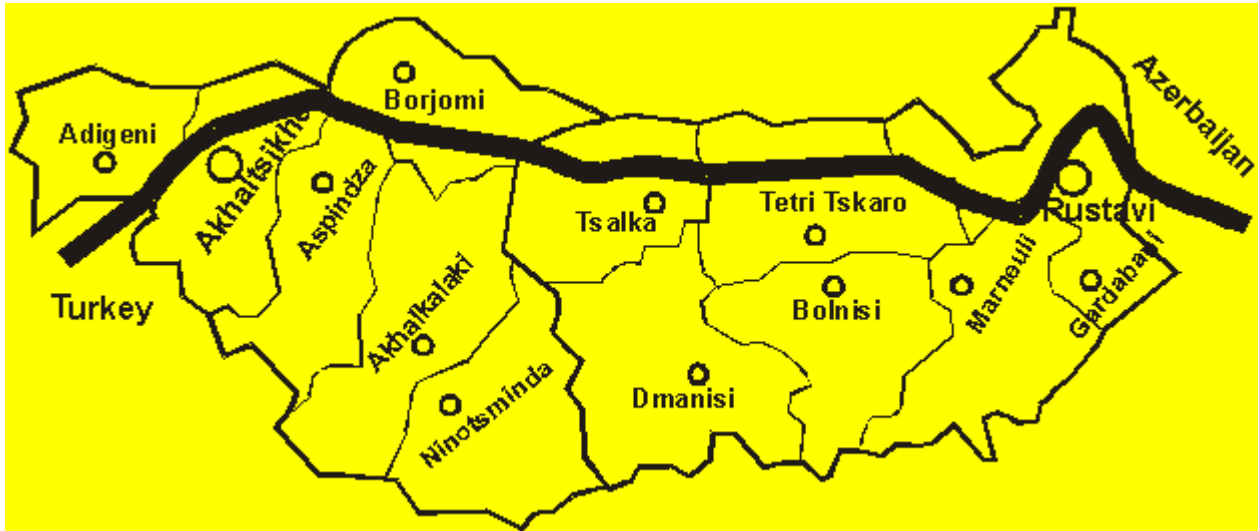 Borjomi
Azerbaijan
Adigeni
Akhaltsikhe
Aspindza
Tsalka
Tetri Tskaro
Rustavi
Turkey
Akhalkalaki
Bolnisi
Marneuli
Gardabani
Ninotsminda
Dmanisi